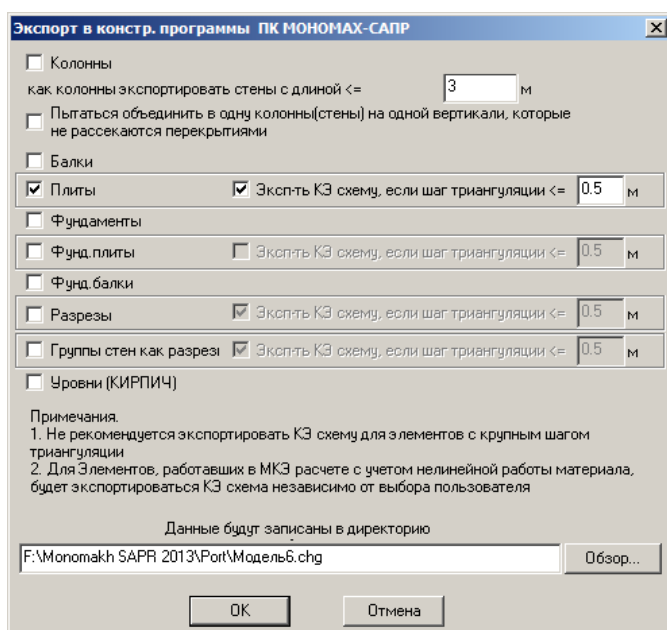 Экспорт в констр. программы ПК МОНОМАХ-САПР
Колонны
как колонны экспортировать стены с длиной <= 3 м
Пытаться объединить в одну колонны(стены) на одной вертикали, которые
не рассекаются перекрытиями
Балки
Плиты Эксп-ть КЭ схему, если шаг триангуляции <= 0.5 м
Фундаменты
Фунд.плиты Эксп-ть КЭ схему, если шаг триангуляции <= 0.5 м
Фунд.балки
Разрезы Эксп-ть КЭ схему, если шаг триангуляции <= 0.5 м
Группы стен как разрезы Эксп-ть КЭ схему, если шаг триангуляции <= 0.5 м
Уровни (КИРПИЧ)
Примечания.
1. Не рекомендуется экспортировать КЭ схему для элементов с крупным шагом
триангуляции
2. Для Элементов, работавших в МКЭ расчете с учетом нелинейной работы материала,
будет экспортироваться КЭ схема независимо от выбора пользователя
Данные будут записаны в директорию
F:\Monomakh SAPR 2013\Port\Модель6.chg Обзор...
OK Отмена